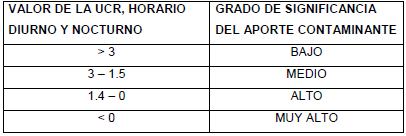 VALOR DE LA UCR, HORARIO DIURNO Y NOCTURNO | GRADO DE SIGNIFICANCIA DEL APORTE CONTAMINANTE
> 3 | BAJO
3 – 1.5 | MEDIO
1.4 – 0 | ALTO
< 0 | MUY ALTO